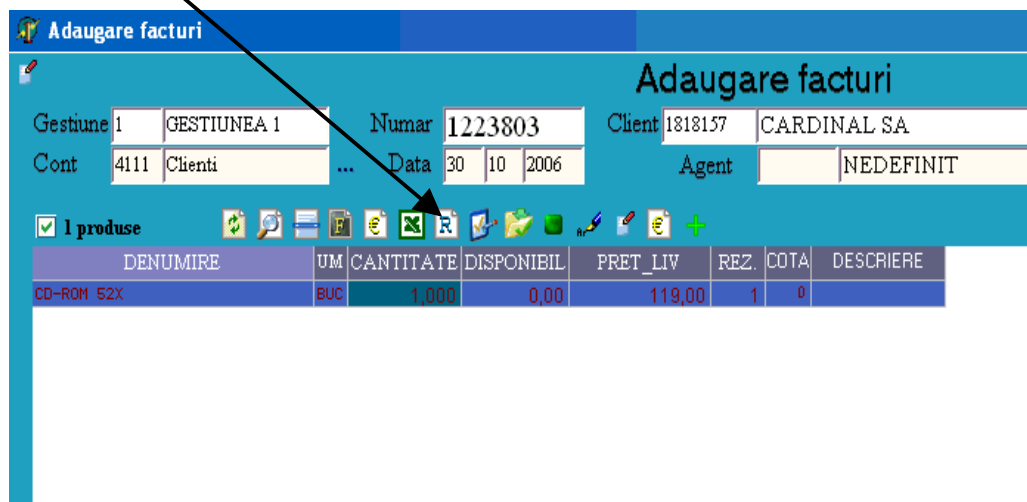 Adaugare facturi
Adaugare facturi
Gestiune 1 GESTIUNEA 1 Numar 1223803 Client 1818157 CARDINAL SA
Cont 4111 Clienti ... Data 30 10 2006 Agent NEDEFINIT
1 produse F € X R €
DENUMIRE UM CANTITATE DISPONIBIL PRET_LIV REZ. COTA DESCRIERE
CD-ROM 52X BUC 1,000 0,00 119,00 1 0